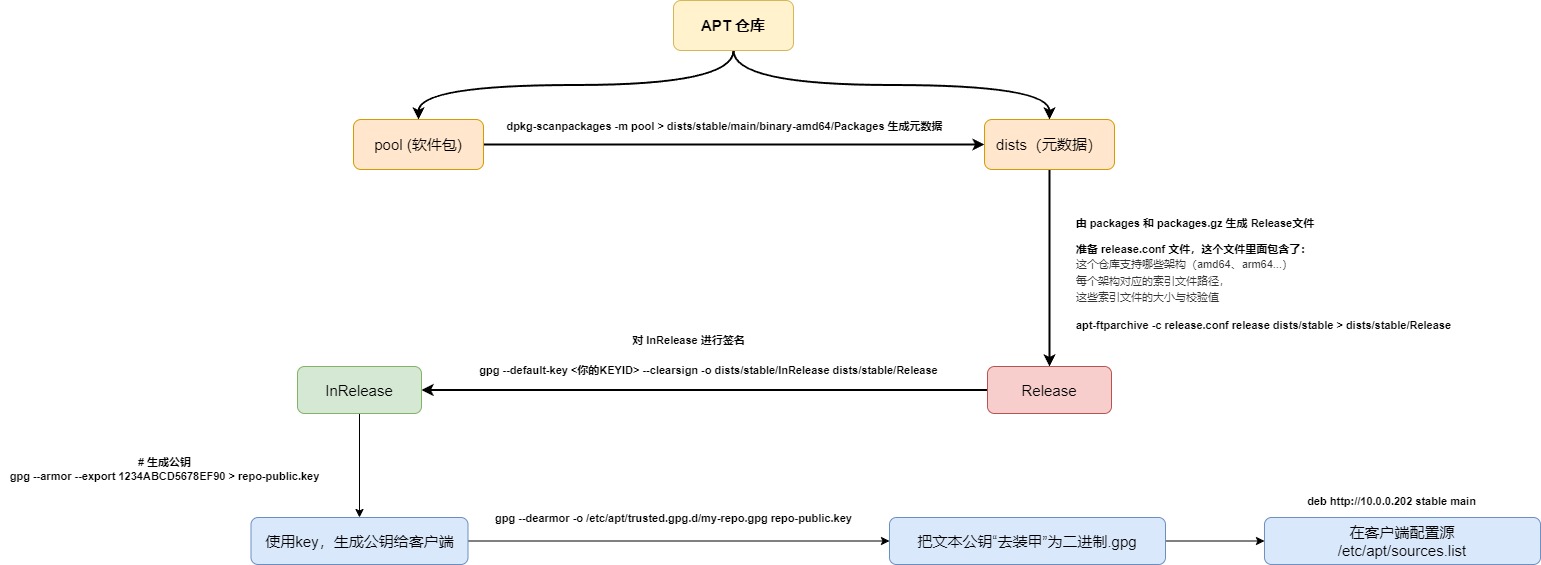 APT 仓库
pool (软件包)
dpkg-scanpackages -m pool > dists/stable/main/binary-amd64/Packages 生成元数据
dists（元数据）
由 packages 和 packages.gz 生成 Release文件
准备 release.conf 文件，这个文件里面包含了：
这个仓库支持哪些架构（amd64、arm64...）
每个架构对应的索引文件路径，
这些索引文件的大小与校验值
apt-ftparchive -c release.conf release dists/stable > dists/stable/Release
对 InRelease 进行签名
gpg --default-key <你的KEYID> --clearsign -o dists/stable/InRelease dists/stable/Release
InRelease
Release
# 生成公钥
gpg --armor --export 1234ABCD5678EF90 > repo-public.key
使用key，生成公钥给客户端
gpg --dearmor -o /etc/apt/trusted.gpg.d/my-repo.gpg repo-public.key
把文本公钥“去装甲”为二进制.gpg
deb http://10.0.0.202 stable main
在客户端配置源
/etc/apt/sources.list